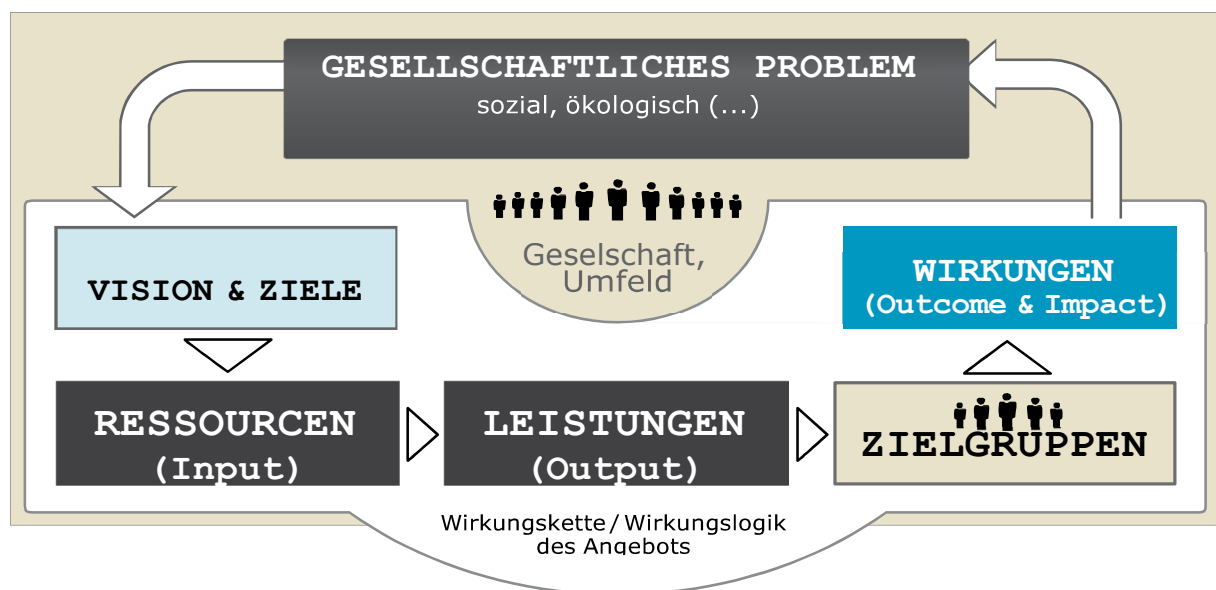 GESELLSCHAFTLICHES PROBLEM
sozial, ökologisch (...)
Geselschaft,
Umfeld
VISION & ZIELE
WIRKUNGEN
(Outcome & Impact)
RESSOURCEN
(Input)
LEISTUNGEN
(Output)
ZIELGRUPPEN
Wirkungskette / Wirkungslogik
des Angebots